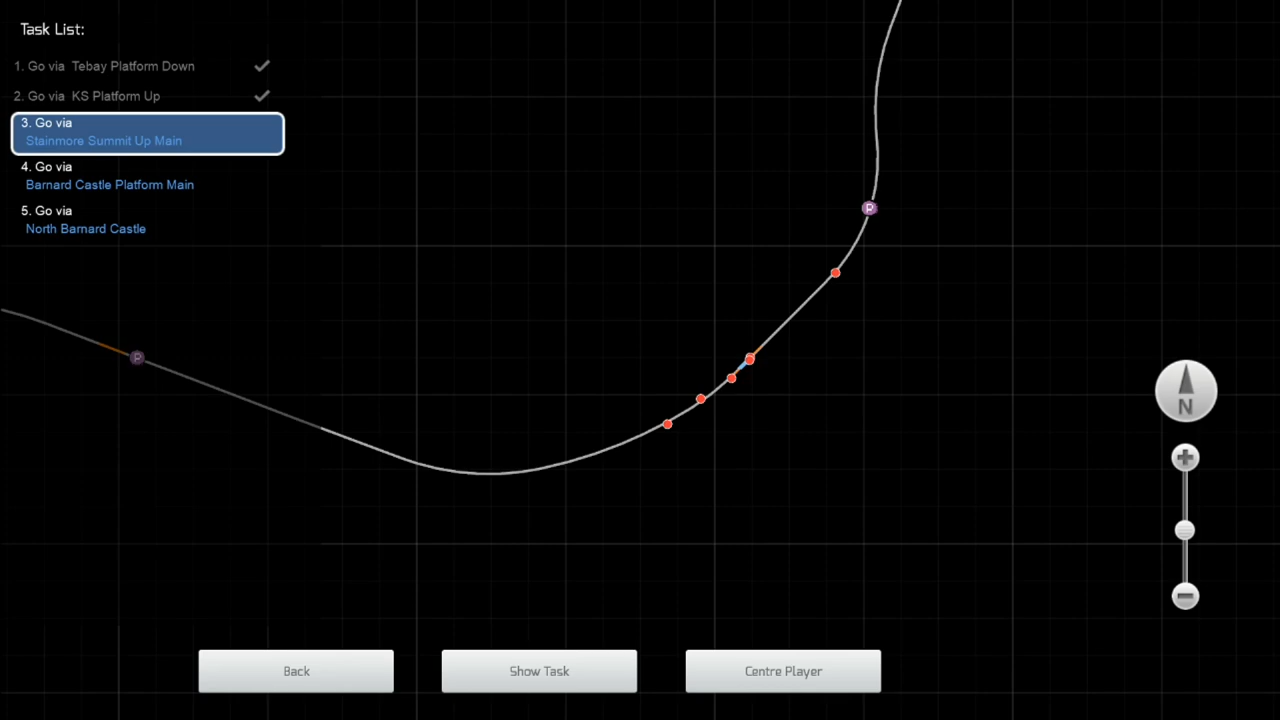 Task List:
1. Go via Tebay Platform Down
2. Go via KS Platform Up
3. Go via
Stainmore Summit Up Main
4. Go via
Barnard Castle Platform Main
5. Go via
North Barnard Castle
P
P
N
Back
Show Task
Centre Player